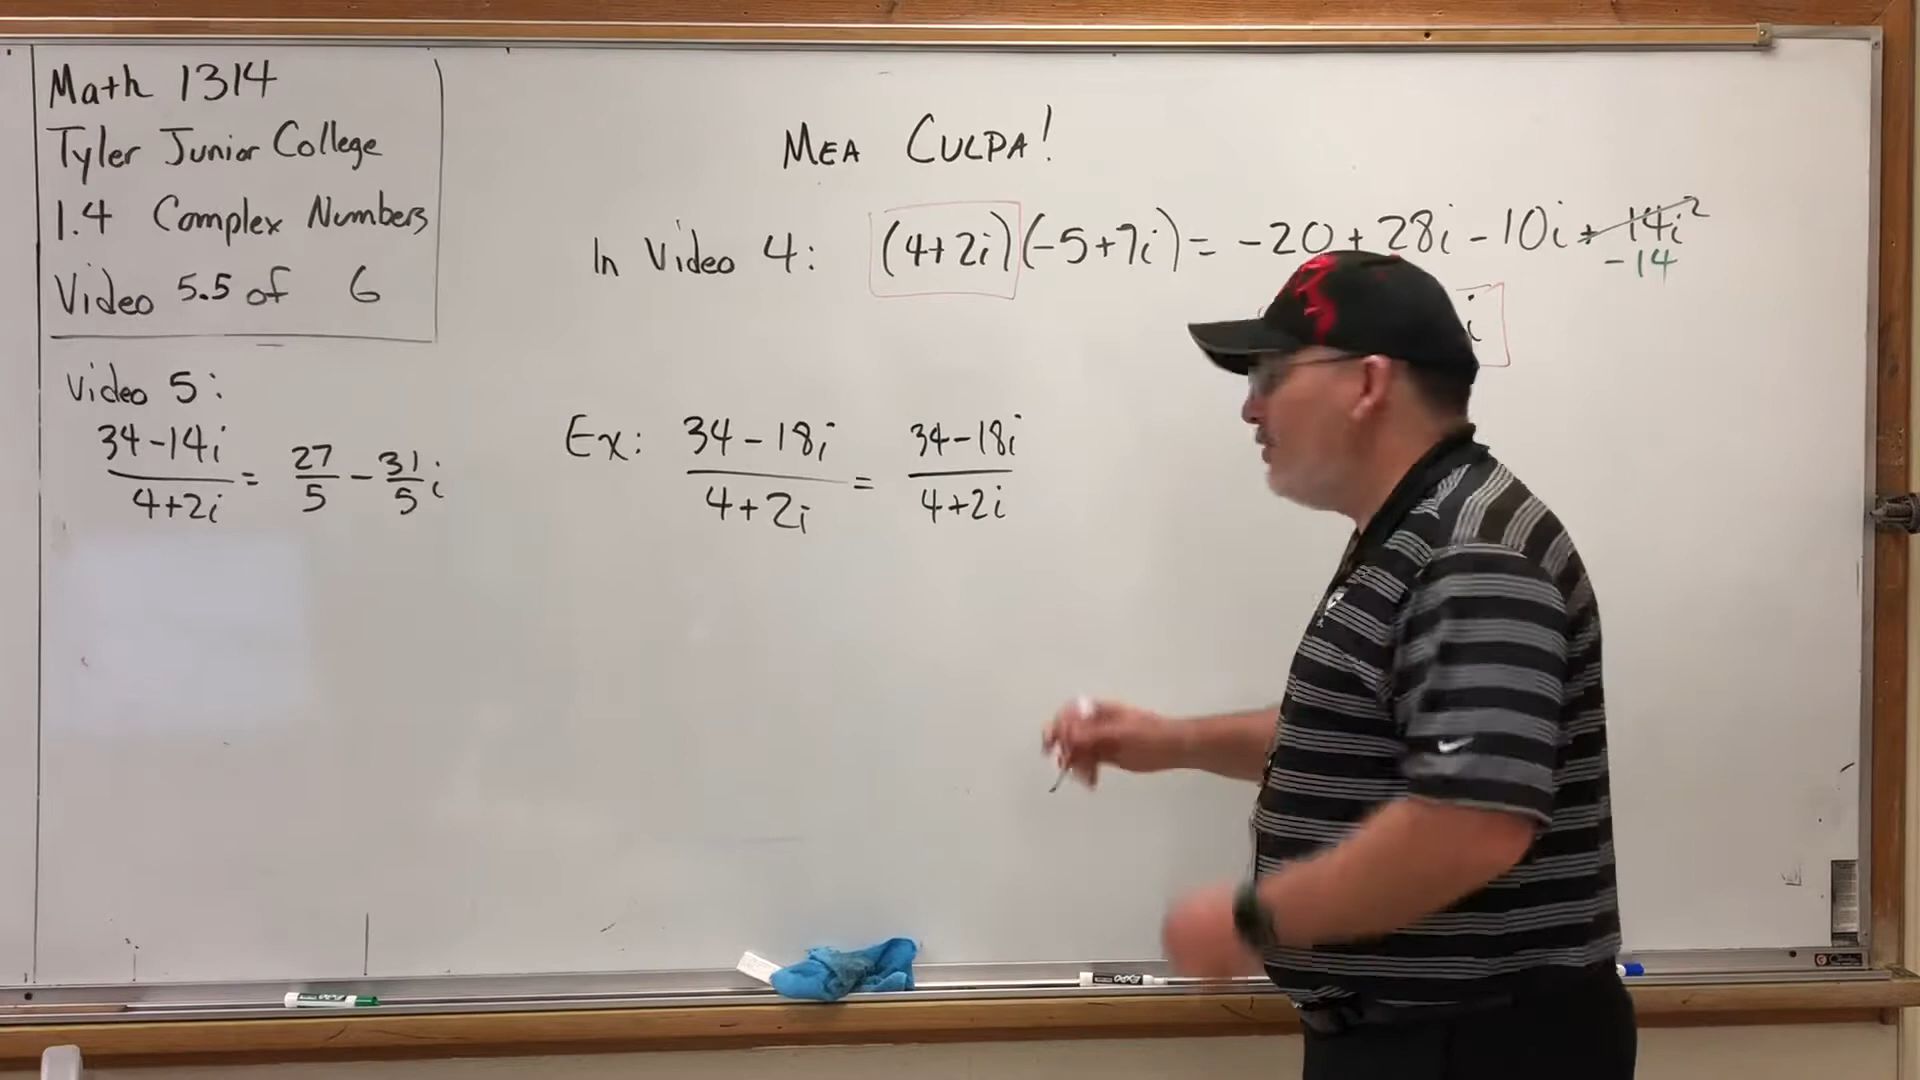 Math 1314
Tyler Junior College
1.4 Complex Numbers
Video 5.5 of 6
MEA CULPA!
In Video 4: (4+2i)(-5+7i) = -20+28i-10i+14i²
-14
i
Video 5:
34-14i / 4+2i = 27/5 - 31/5 i
Ex: 34-18i / 4+2i = 34-18i / 4+2i
EXPO